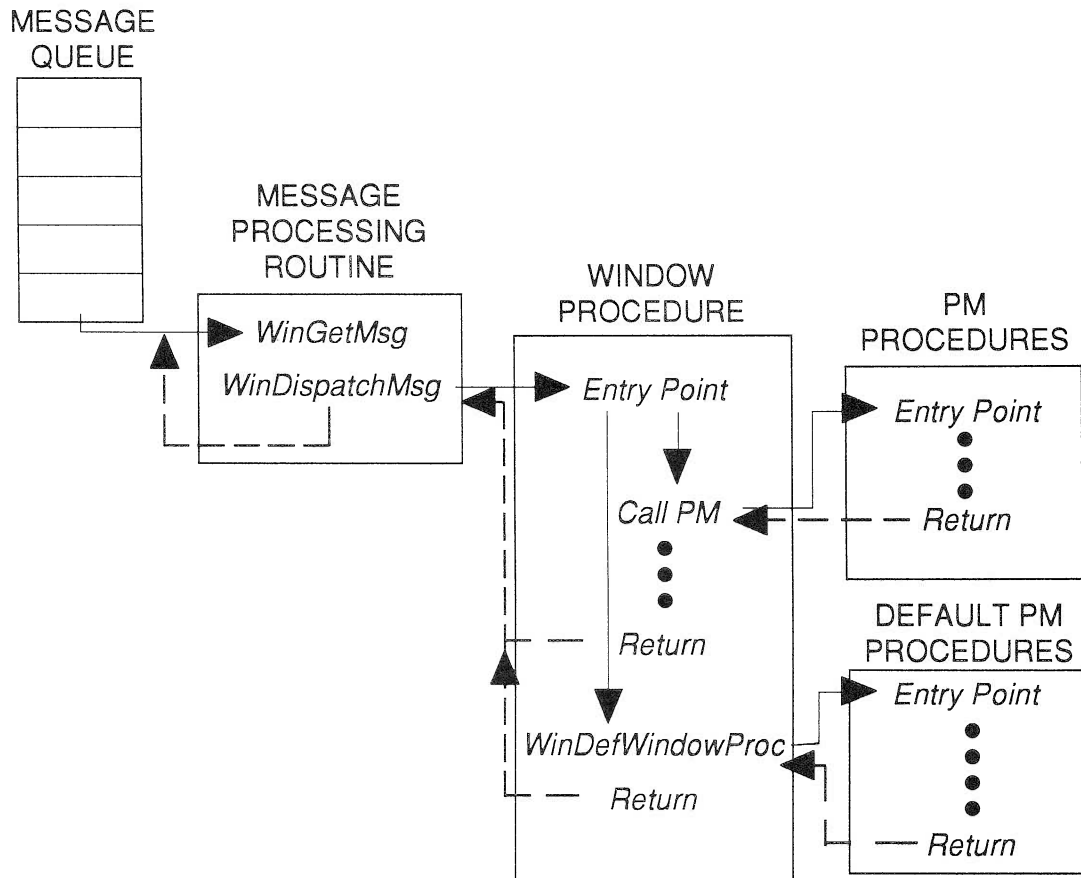 MESSAGE
QUEUE
MESSAGE
PROCESSING
ROUTINE
WinGetMsg
WinDispatchMsg
WINDOW
PROCEDURE
Entry Point
Call PM
Return
WinDefWindowProc
Return
PM
PROCEDURES
Entry Point
Return
DEFAULT PM
PROCEDURES
Entry Point
Return